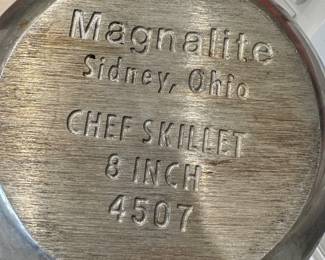 Magnalite
Sidney, Ohio
CHEF SKILLET
8 INCH
4507